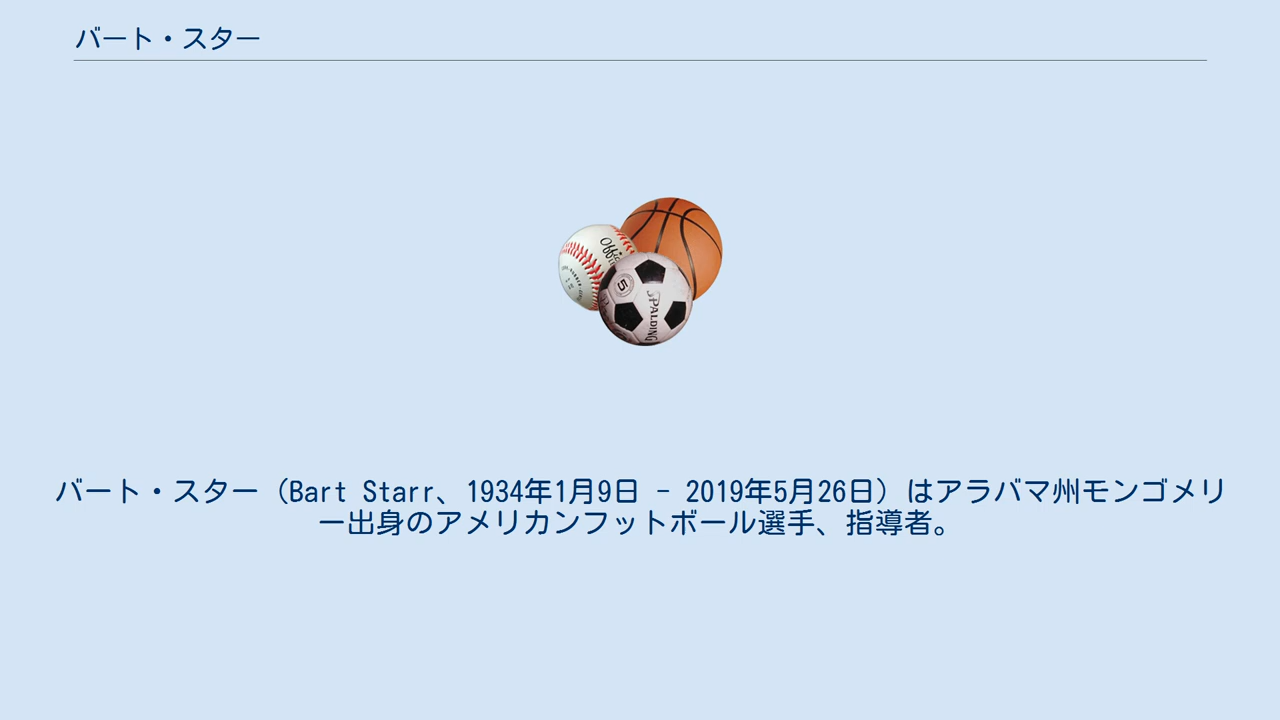 バート・スター
Offici
5
SPALDING
バート・スター（Bart Starr、1934年1月9日 - 2019年5月26日）はアラバマ州モンゴメリ
ー出身のアメリカンフットボール選手、指導者。